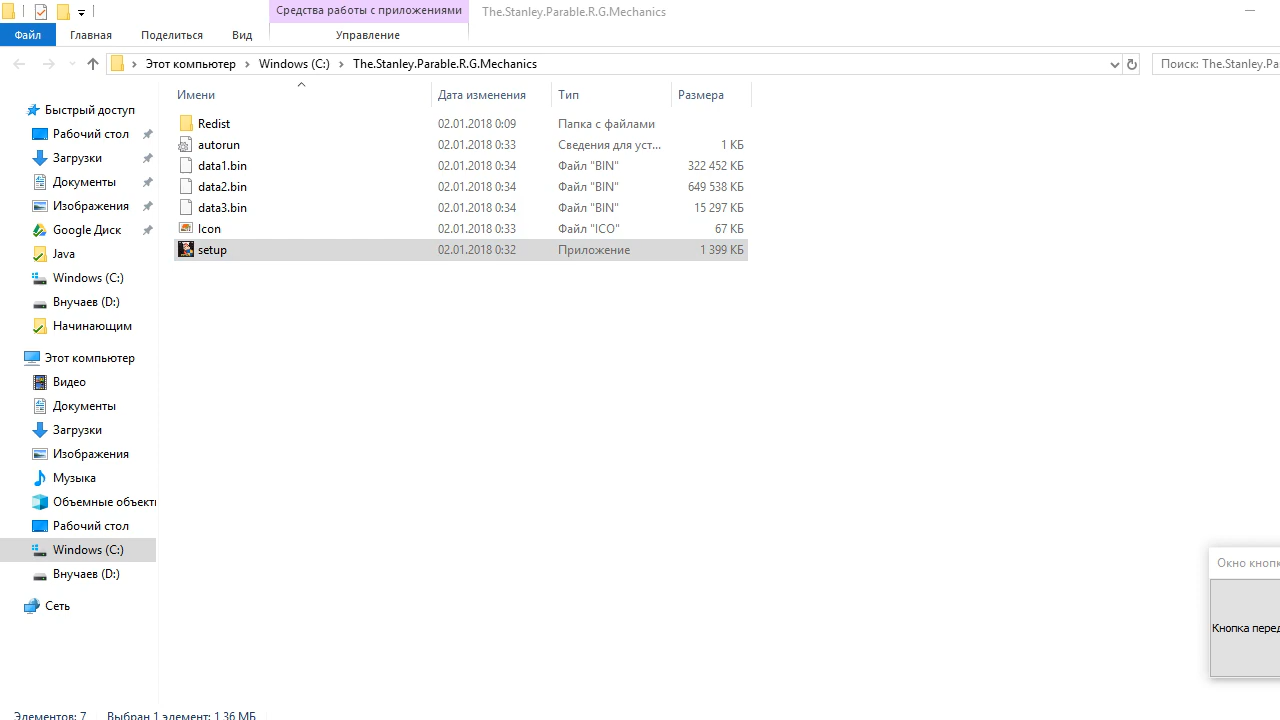 Средства работы с приложениями
The.Stanley.Parable.R.G.Mechanics
Файл
Главная
Поделиться
Вид
Управление
Этот компьютер
Windows (C:)
The.Stanley.Parable.R.G.Mechanics
Поиск: The.Stanley.Pa
Имени
Дата изменения
Тип
Размера
Redist 02.01.2018 0:09 Папка с файлами
autorun 02.01.2018 0:33 Сведения для уст... 1 КБ
data1.bin 02.01.2018 0:34 Файл "BIN" 322 452 КБ
data2.bin 02.01.2018 0:34 Файл "BIN" 649 538 КБ
data3.bin 02.01.2018 0:34 Файл "BIN" 15 297 КБ
Icon 02.01.2018 0:33 Файл "ICO" 67 КБ
setup 02.01.2018 0:32 Приложение 1 399 КБ
Быстрый доступ
Рабочий стол
Загрузки
Документы
Изображения
Google Диск
Java
Windows (C:)
Внучаев (D:)
Начинающим
Этот компьютер
Видео
Документы
Загрузки
Изображения
Музыка
Объемные объект
Рабочий стол
Windows (C:)
Внучаев (D:)
Сеть
Окно кнопк
Кнопка перед
Элементов: 7
Выбран 1 элемент: 1,36 МБ